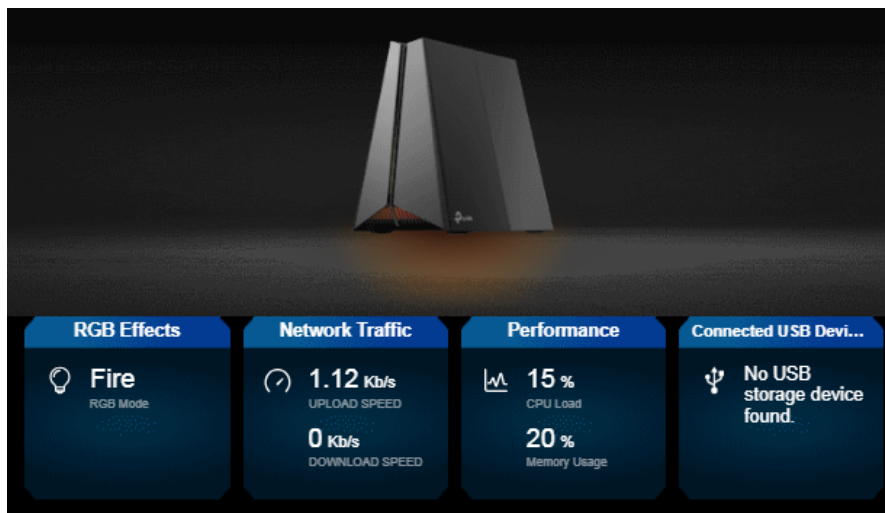 RGB Effects
Fire
RGB Mode
Network Traffic
1.12 Kb/s
UPLOAD SPEED
0 Kb/s
DOWNLOAD SPEED
Performance
15 %
CPU Load
20 %
Memory Usage
Connected USB Devi...
No USB
storage device
found.